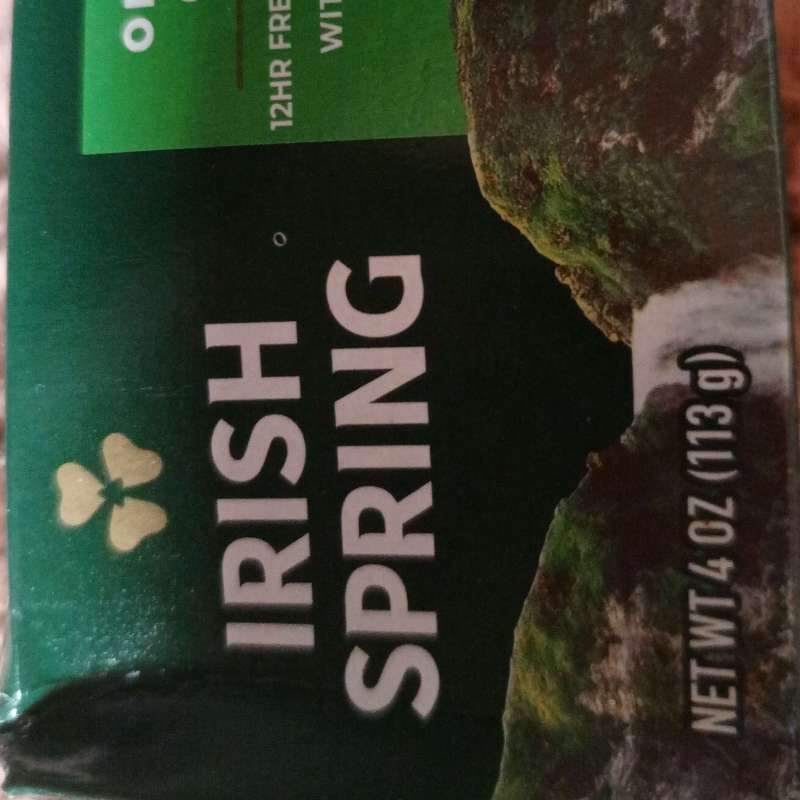 IRISH
SPRING
12HR FRE
WIT
NET WT 4 OZ (113 g)